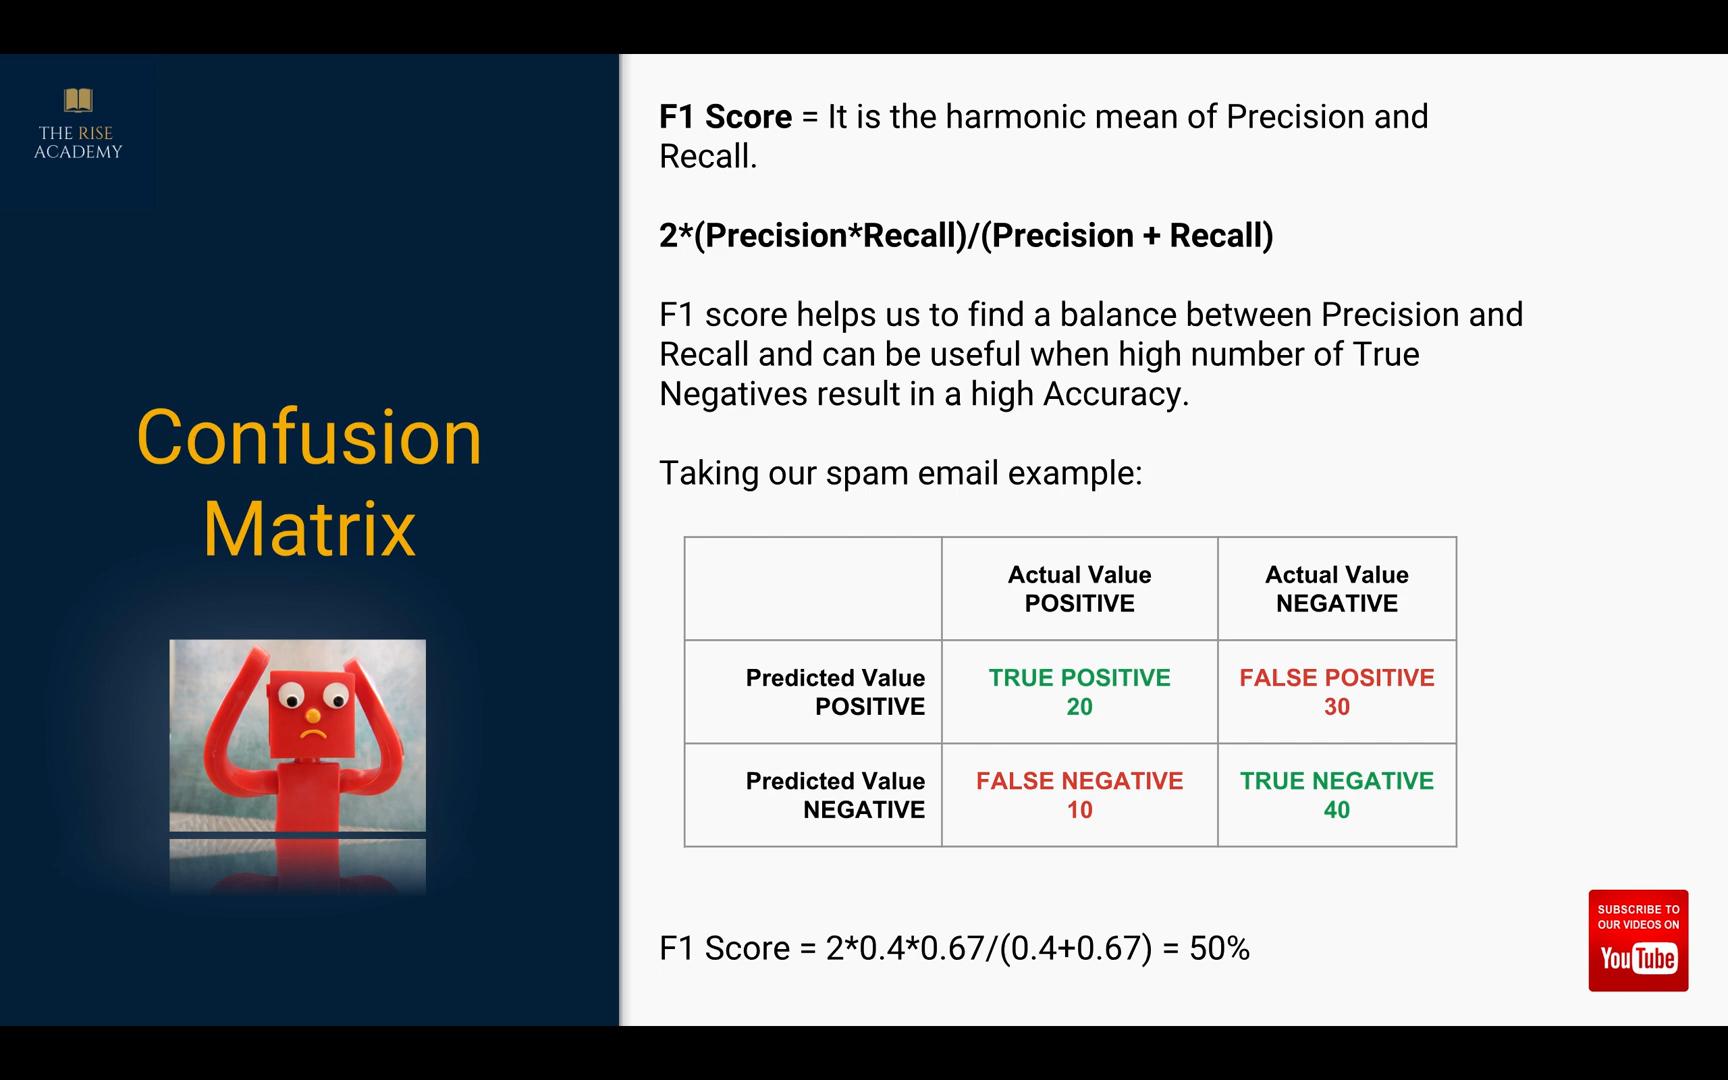 THE RISE
ACADEMY
Confusion
Matrix
F1 Score = It is the harmonic mean of Precision and
Recall.
2*(Precision*Recall)/(Precision + Recall)
F1 score helps us to find a balance between Precision and
Recall and can be useful when high number of True
Negatives result in a high Accuracy.
Taking our spam email example:
Actual Value
POSITIVE
Actual Value
NEGATIVE
Predicted Value
POSITIVE
TRUE POSITIVE
20
FALSE POSITIVE
30
Predicted Value
NEGATIVE
FALSE NEGATIVE
10
TRUE NEGATIVE
40
F1 Score = 2*0.4*0.67/(0.4+0.67) = 50%
SUBSCRIBE TO
OUR VIDEOS ON
YouTube